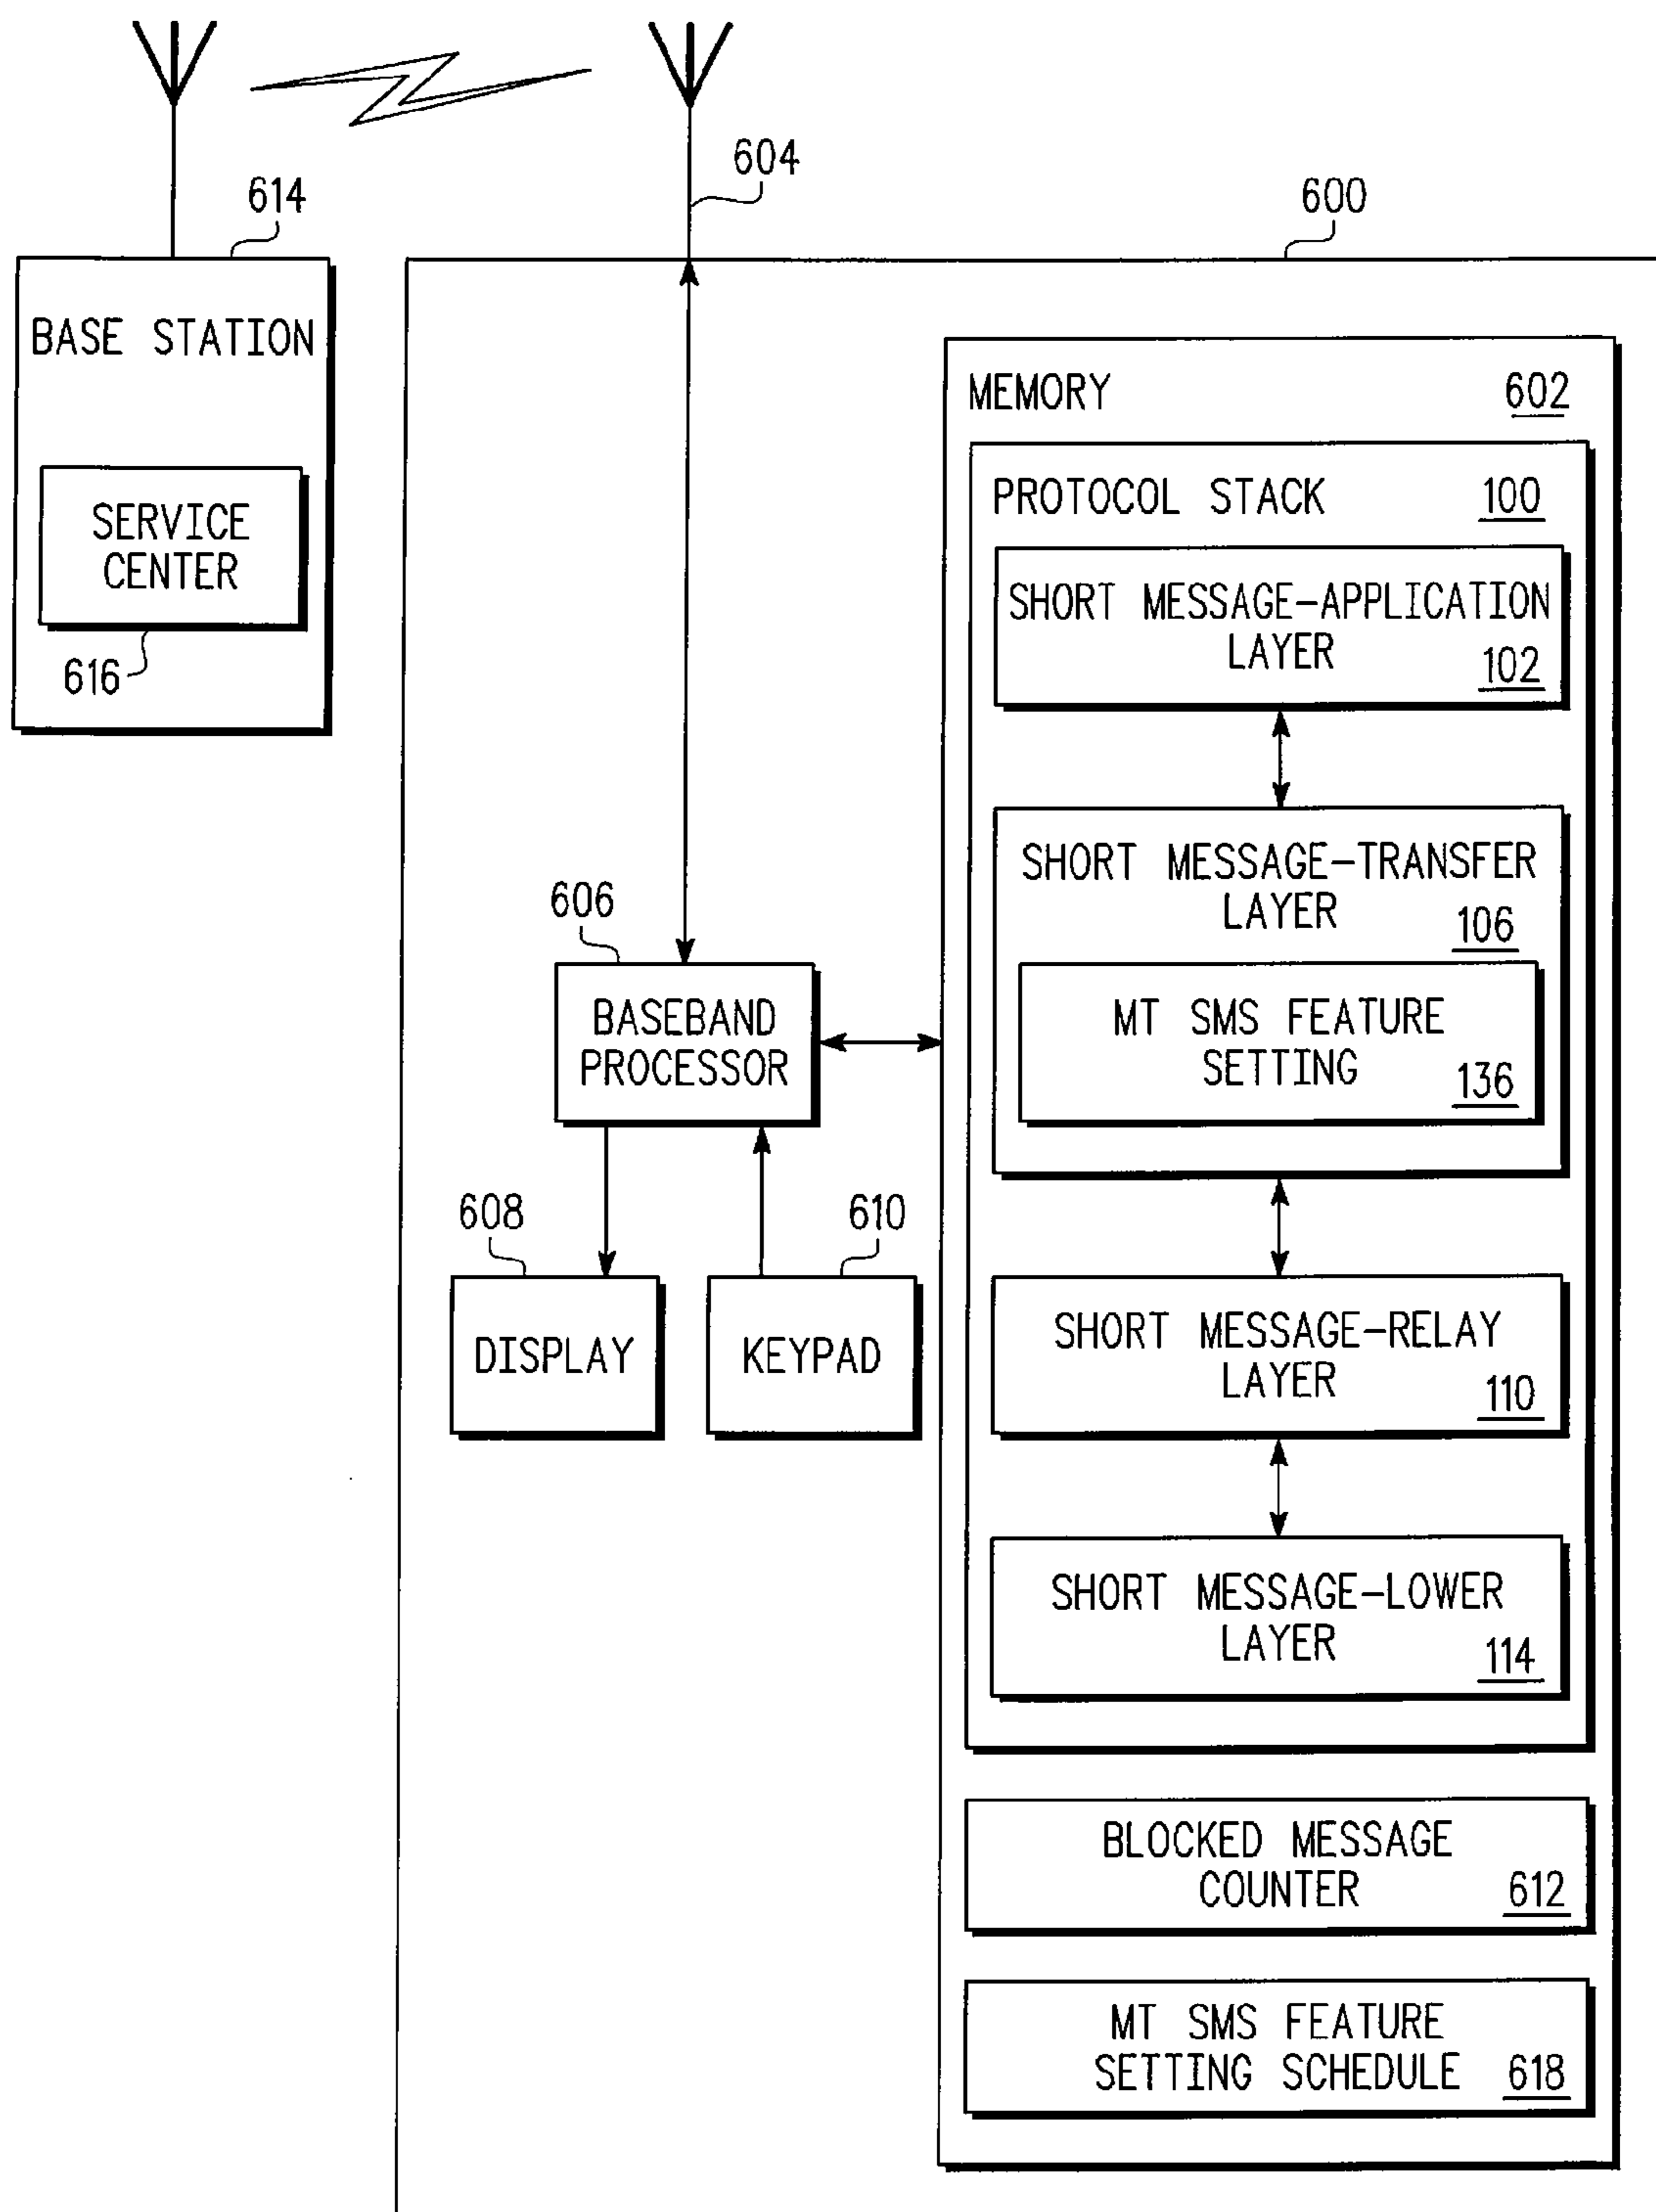 604
614
600
BASE STATION
SERVICE
CENTER
616
MEMORY 602
PROTOCOL STACK 100
SHORT MESSAGE-APPLICATION
LAYER 102
SHORT MESSAGE-TRANSFER
LAYER 106
MT SMS FEATURE
SETTING 136
606
BASEBAND
PROCESSOR
608
610
DISPLAY
KEYPAD
SHORT MESSAGE-RELAY
LAYER 110
SHORT MESSAGE-LOWER
LAYER 114
BLOCKED MESSAGE
COUNTER 612
MT SMS FEATURE
SETTING SCHEDULE 618